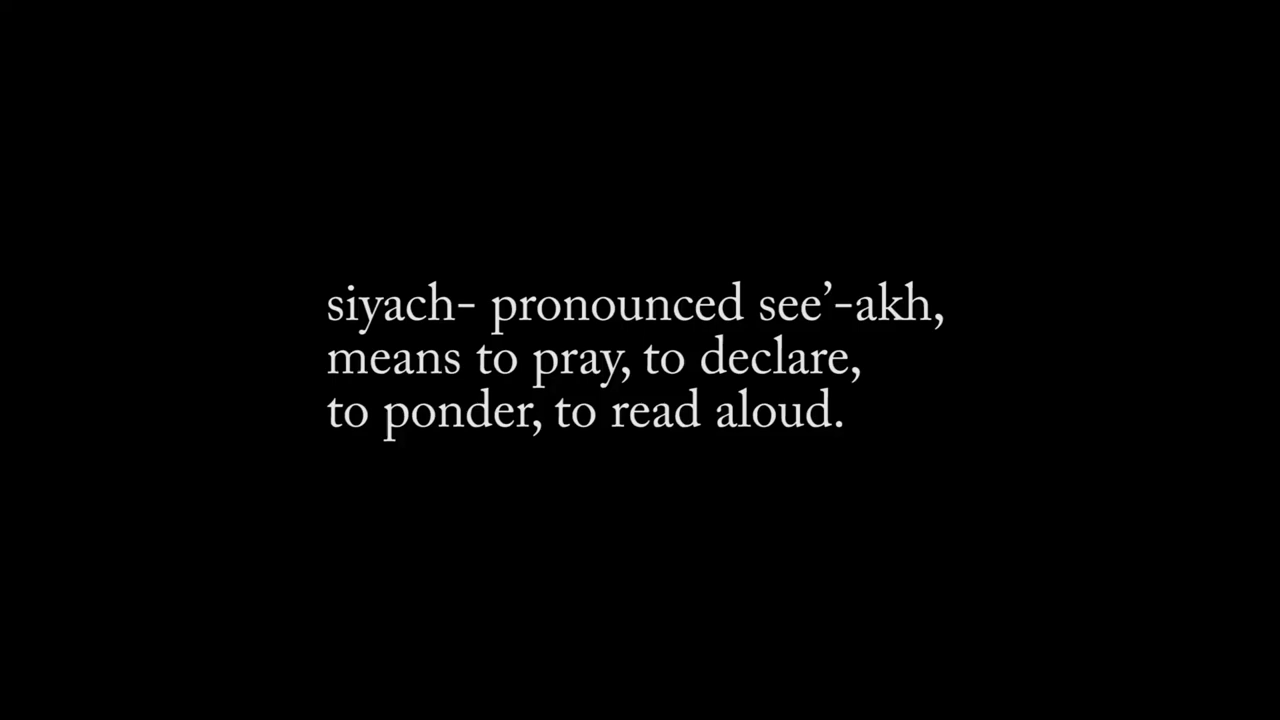 siyach- pronounced see’-akh,
means to pray, to declare,
to ponder, to read aloud.